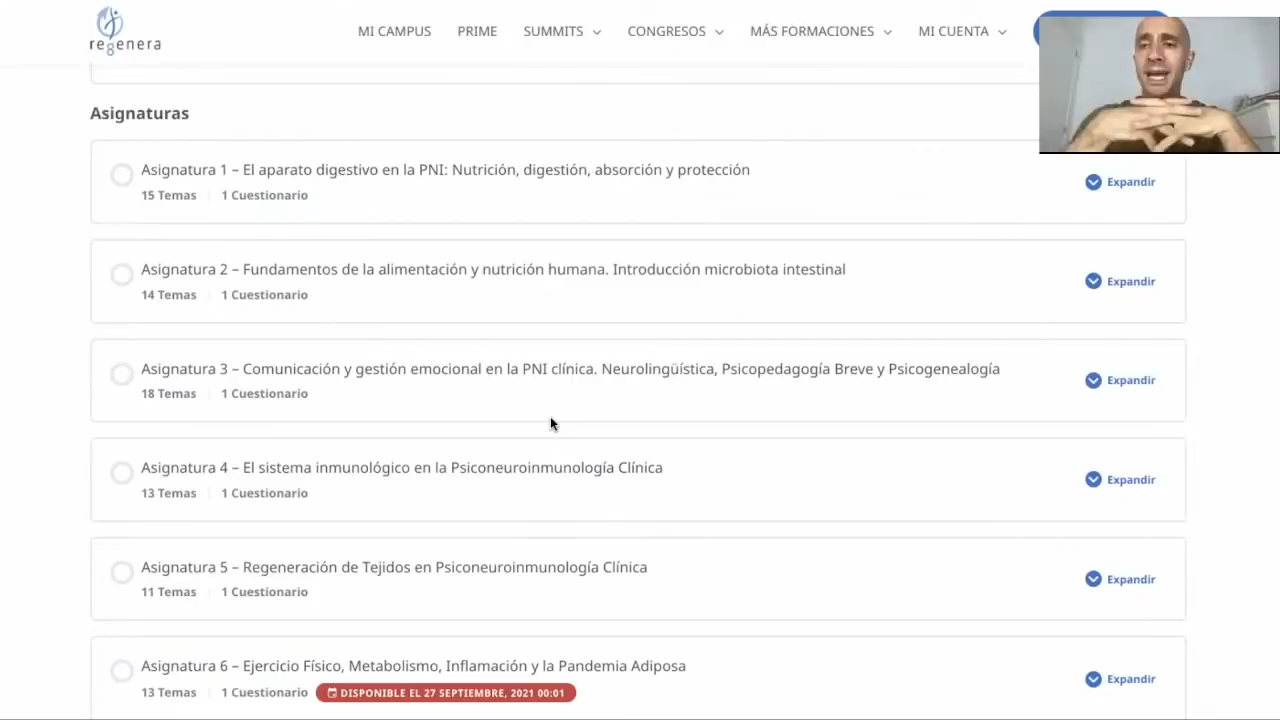 regenera
MI CAMPUS PRIME SUMMITS CONGRESOS MÁS FORMACIONES MI CUENTA
Asignaturas
Asignatura 1 – El aparato digestivo en la PNI: Nutrición, digestión, absorción y protección
15 Temas 1 Cuestionario
Expandir
Asignatura 2 – Fundamentos de la alimentación y nutrición humana. Introducción microbiota intestinal
14 Temas 1 Cuestionario
Expandir
Asignatura 3 – Comunicación y gestión emocional en la PNI clínica. Neurolingüística, Psicopedagogía Breve y Psicogenealogía
18 Temas 1 Cuestionario
Expandir
Asignatura 4 – El sistema inmunológico en la Psiconeuroinmunología Clínica
13 Temas 1 Cuestionario
Expandir
Asignatura 5 – Regeneración de Tejidos en Psiconeuroinmunología Clínica
11 Temas 1 Cuestionario
Expandir
Asignatura 6 – Ejercicio Físico, Metabolismo, Inflamación y la Pandemia Adiposa
13 Temas 1 Cuestionario DISPONIBLE EL 27 SEPTIEMBRE, 2021 00:01
Expandir